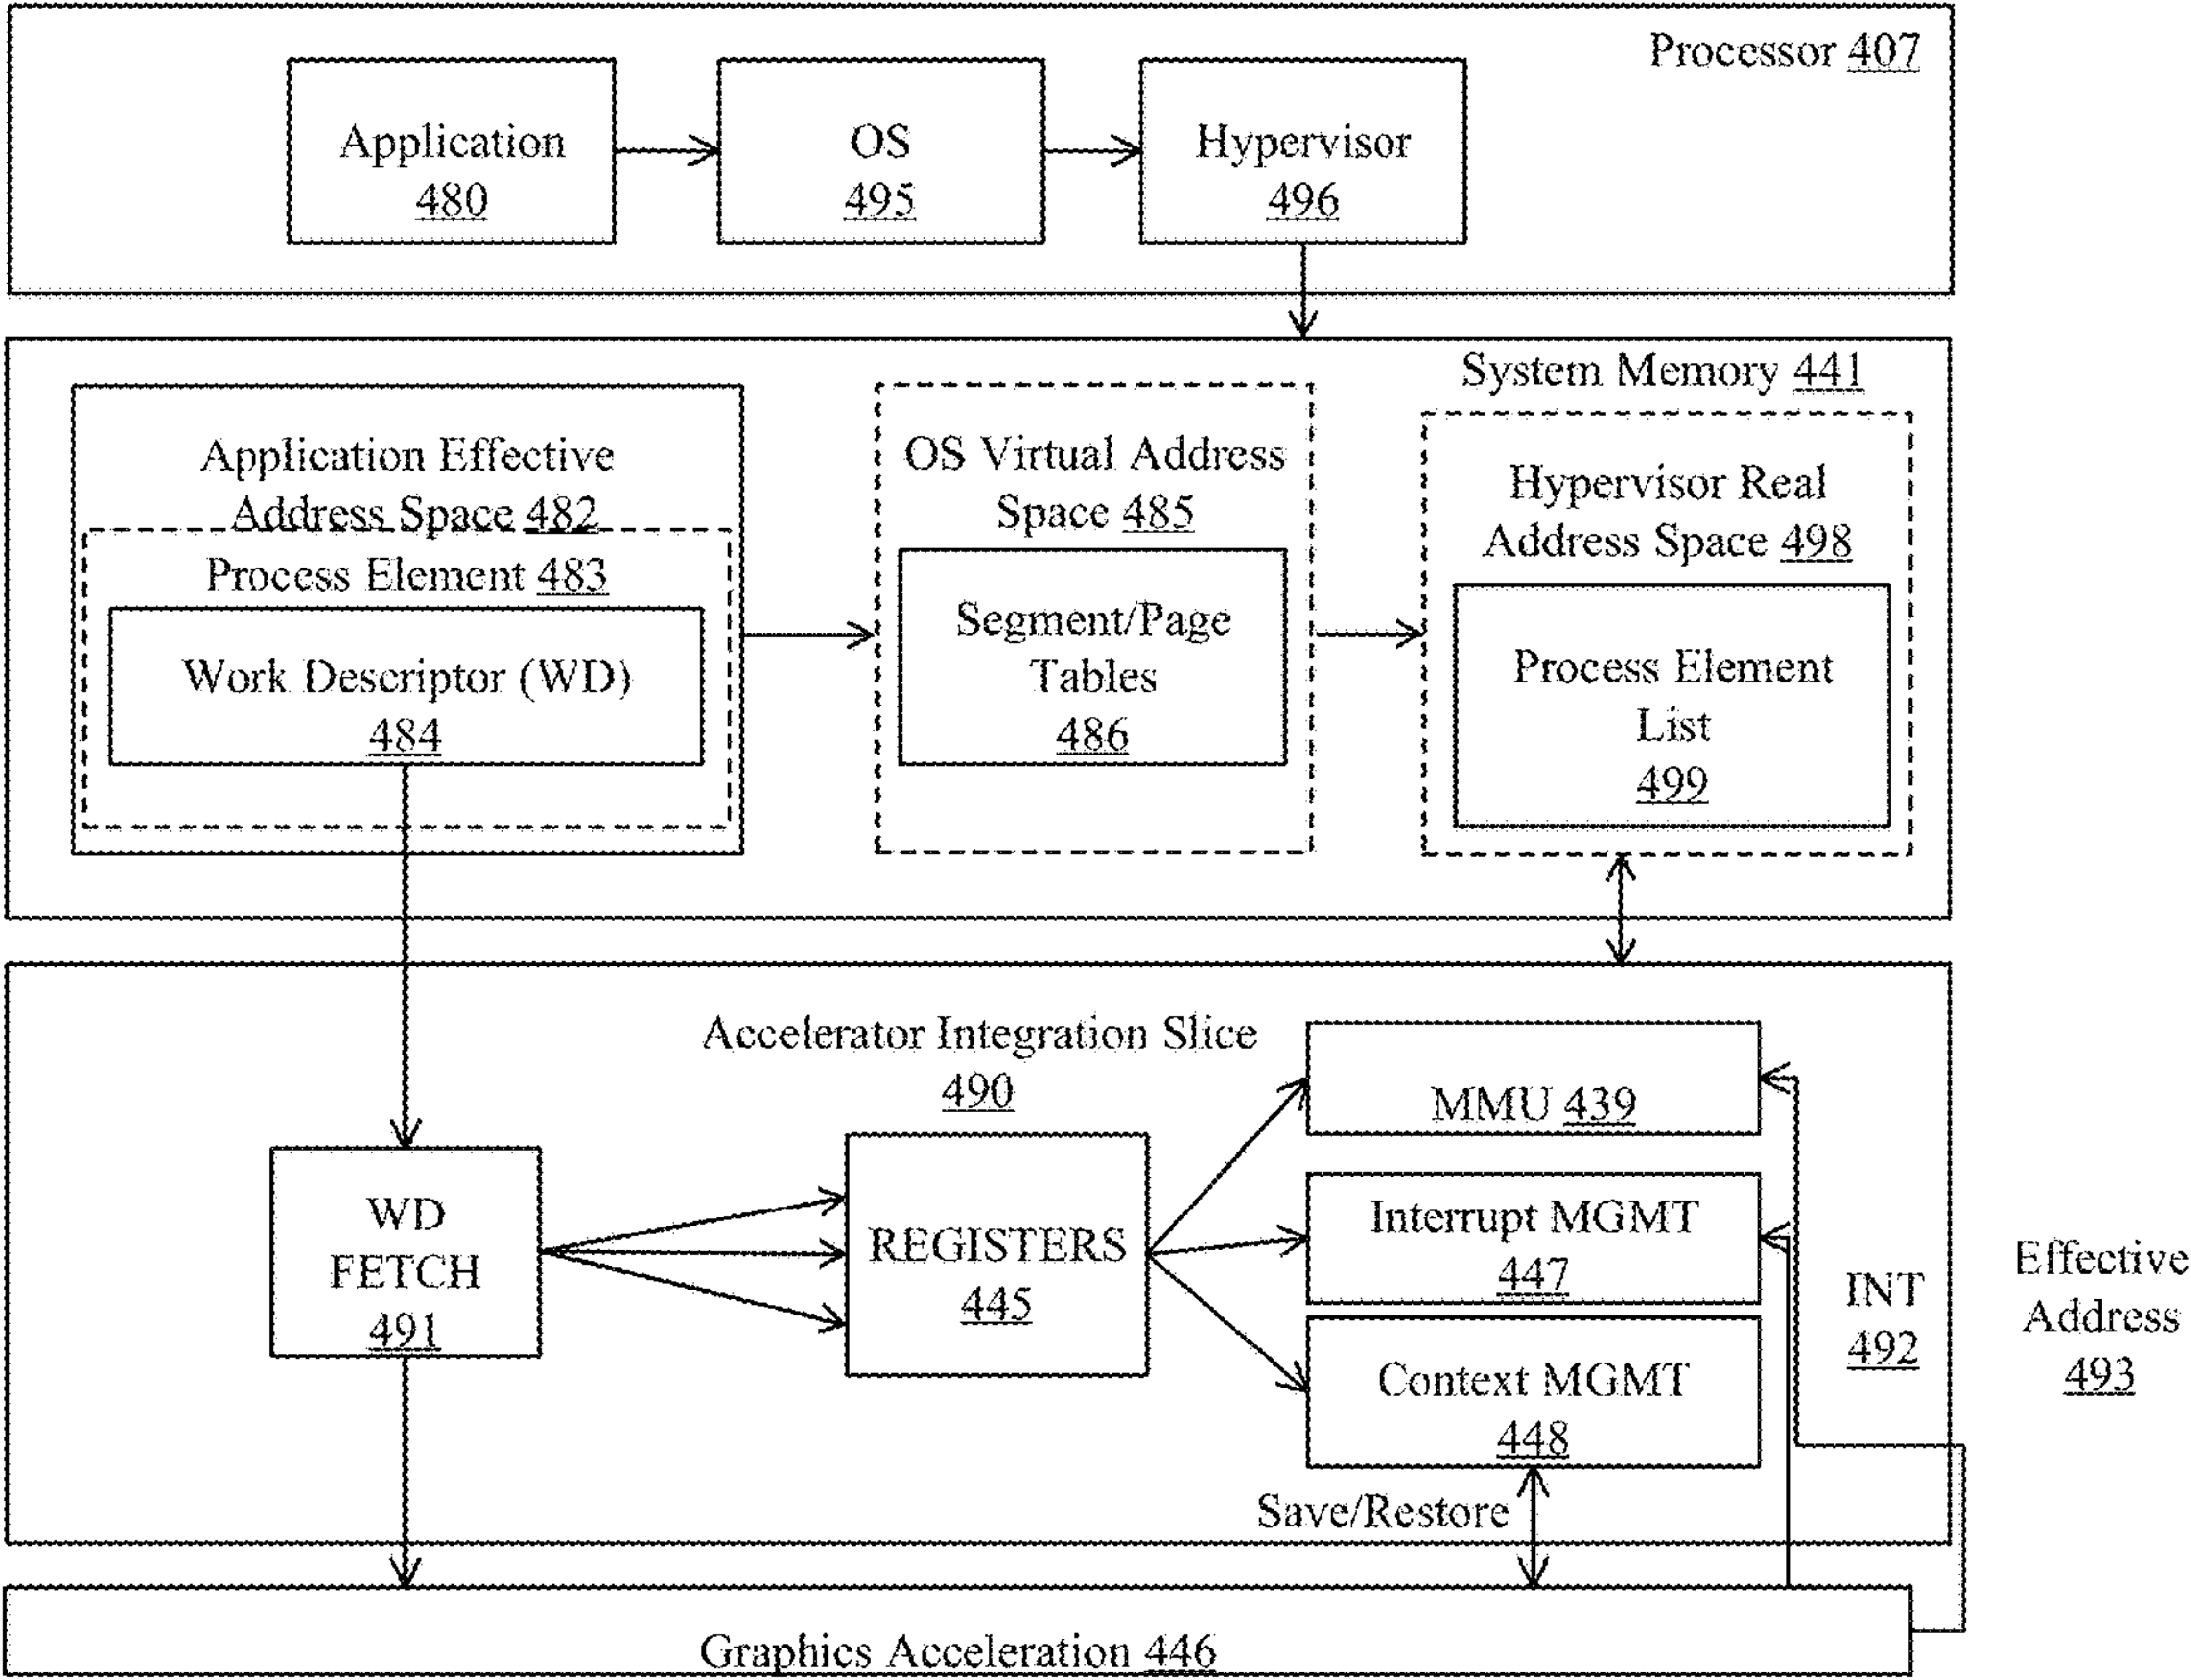 Processor 407
Application
480
OS
495
Hypervisor
496
System Memory 441
Application Effective
Address Space 482
Process Element 483
Work Descriptor (WD)
484
OS Virtual Address
Space 485
Segment/Page
Tables
486
Hypervisor Real
Address Space 498
Process Element
List
499
Accelerator Integration Slice
490
WD
FETCH
491
REGISTERS
445
MMU 439
Interrupt MGMT
447
Context MGMT
448
INT
492
Effective
Address
493
Save/Restore
Graphics Acceleration 446